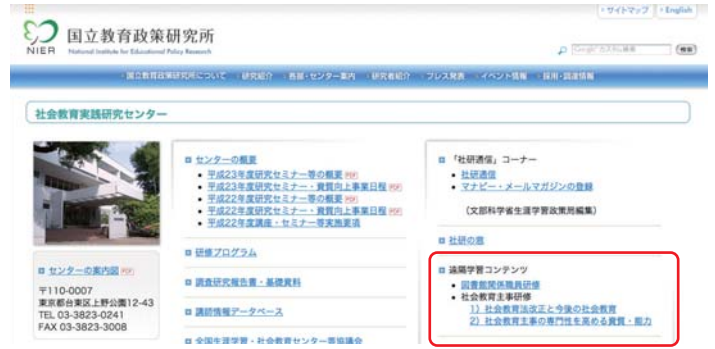 サイトマップ
English
NIER
国立教育政策研究所
National Institute for Educational Policy Research
検索
国立教育政策研究所について
研究紹介
各部・センター案内
研究者紹介
プレス発表
イベント情報
採用・調達情報
社会教育実践研究センター
センターの概要
平成23年度研究セミナー等の概要 PDF
平成23年度研究セミナー・資質向上事業日程 PDF
平成22年度研究セミナー等の概要 PDF
平成22年度研究セミナー・資質向上事業日程 PDF
平成22年度講座・セミナー等実施要項
研修プログラム
調査研究報告書・基礎資料
講師情報データベース
全国生涯学習・社会教育センター等協議会
センターの案内図 PDF
〒110-0007
東京都台東区上野公園12-43
TEL 03-3823-0241
FAX 03-3823-3008
「社研通信」コーナー
社研通信
マナビー・メールマガジンの登録
(文部科学省生涯学習政策局編集)
社研の窓
遠隔学習コンテンツ
図書館関係職員研修
社会教育主事研修
1)社会教育法改正と今後の社会教育
2)社会教育主事の専門性を高める資質・能力